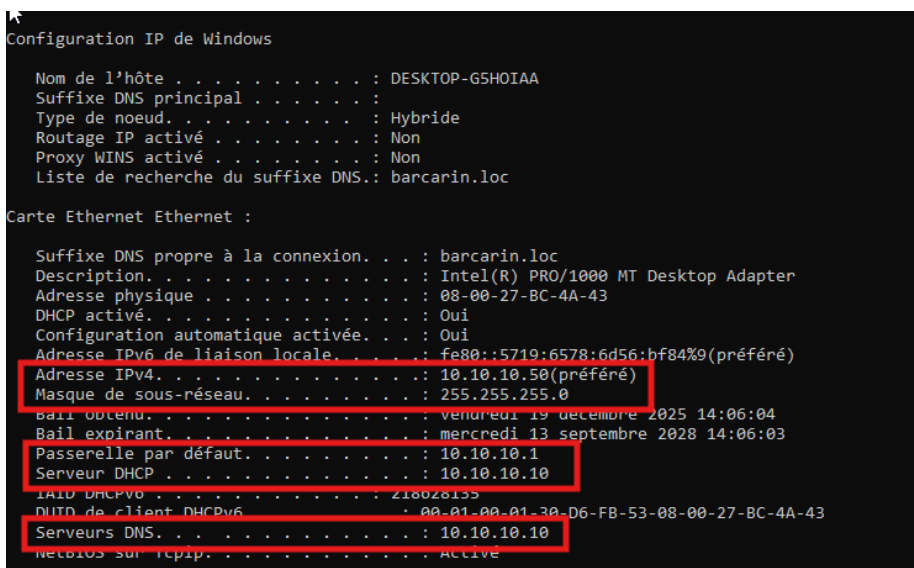 Configuration IP de Windows
Nom de l’hôte . . . . . . . . . . : DESKTOP-G5HOIAA
Suffixe DNS principal . . . . . . :
Type de noeud. . . . . . . . . . : Hybride
Routage IP activé . . . . . . . . : Non
Proxy WINS activé . . . . . . . . : Non
Liste de recherche du suffixe DNS.: barcarin.loc
Carte Ethernet Ethernet :
Suffixe DNS propre à la connexion. . . : barcarin.loc
Description. . . . . . . . . . . . . . : Intel(R) PRO/1000 MT Desktop Adapter
Adresse physique . . . . . . . . . . . : 08-00-27-BC-4A-43
DHCP activé. . . . . . . . . . . . . . : Oui
Configuration automatique activée. . . : Oui
Adresse IPv6 de liaison locale. . . . .: fe80::5719:6578:6d56:bf84%9(préféré)
Adresse IPv4. . . . . . . . . . . . . .: 10.10.10.50(préféré)
Masque de sous-réseau. . . . . . . . . : 255.255.255.0
Bail obtenu. . . . . . . . . . . . . . : vendredi 19 décembre 2025 14:06:04
Bail expirant. . . . . . . . . . . . . : mercredi 13 septembre 2028 14:06:03
Passerelle par défaut. . . . . . . . . : 10.10.10.1
Serveur DHCP . . . . . . . . . . . . . : 10.10.10.10
IAID DHCPv6 . . . . . . . . . . . : 218628135
DUID de client DHCPv6. . . . . . . . : 00-01-00-01-30-D6-FB-53-08-00-27-BC-4A-43
Serveurs DNS. . . . . . . . . . . . . : 10.10.10.10
NetBIOS sur Tcpip. . . . . . . . . . . : Activé